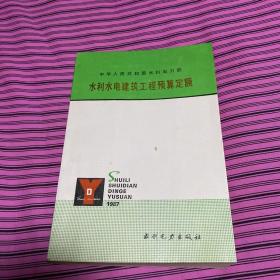 中华人民共和国水利电力部
水利水电建筑工程预算定额
Y
D
SHUILI
SHUIDIAN
DINGE
YUSUAN
1987
水利电力出版社